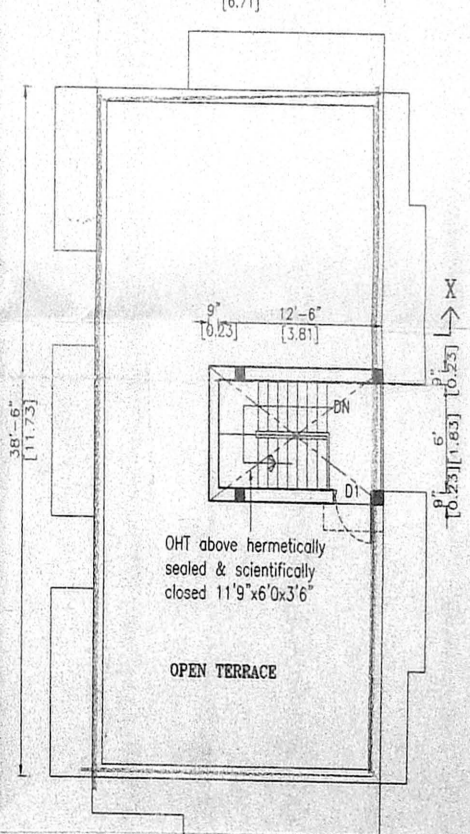 [6.71]
9" 12'-6"
[0.23] [3.81]
X
38'-6"
[11.73]
9"
[0.23]
6'
[1.83]
9"
[0.23]
DN
D1
OHT above hermetically
sealed & scientifically
closed 11'9"x6'0x3'6"
OPEN TERRACE